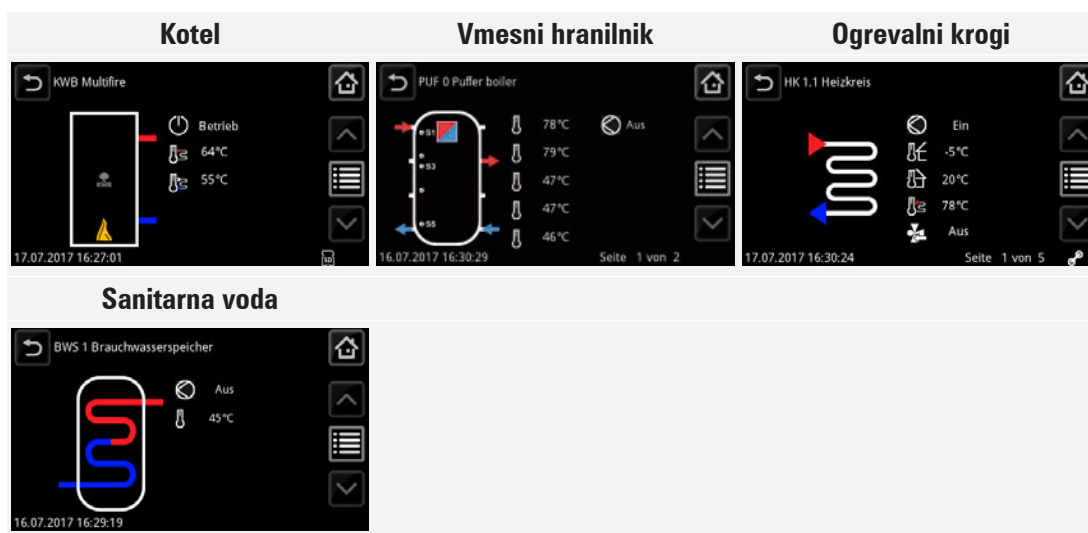 Kotel
Vmesni hranilnik
Ogrevalni krogi
KWB Multifire
Betrieb
64°C
55°C
KWB
17.07.2017 16:27:01
SD
PUF 0 Puffer boiler
S1
S3
S5
78°C
Aus
79°C
47°C
47°C
46°C
16.07.2017 16:30:29
Seite 1 von 2
HK 1.1 Heizkreis
Ein
-5°C
20°C
78°C
Aus
17.07.2017 16:30:24
Seite 1 von 5
Sanitarna voda
BWS 1 Brauchwasserspeicher
Aus
45°C
16.07.2017 16:29:19